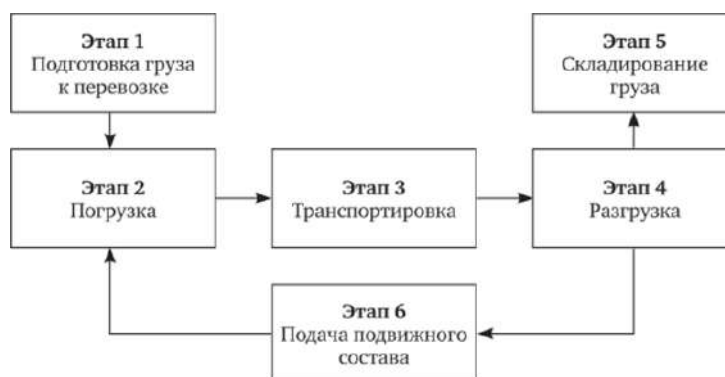 Этап 1
Подготовка груза
к перевозке
Этап 5
Складирование
груза
Этап 2
Погрузка
Этап 3
Транспортировка
Этап 4
Разгрузка
Этап 6
Подача подвижного
состава